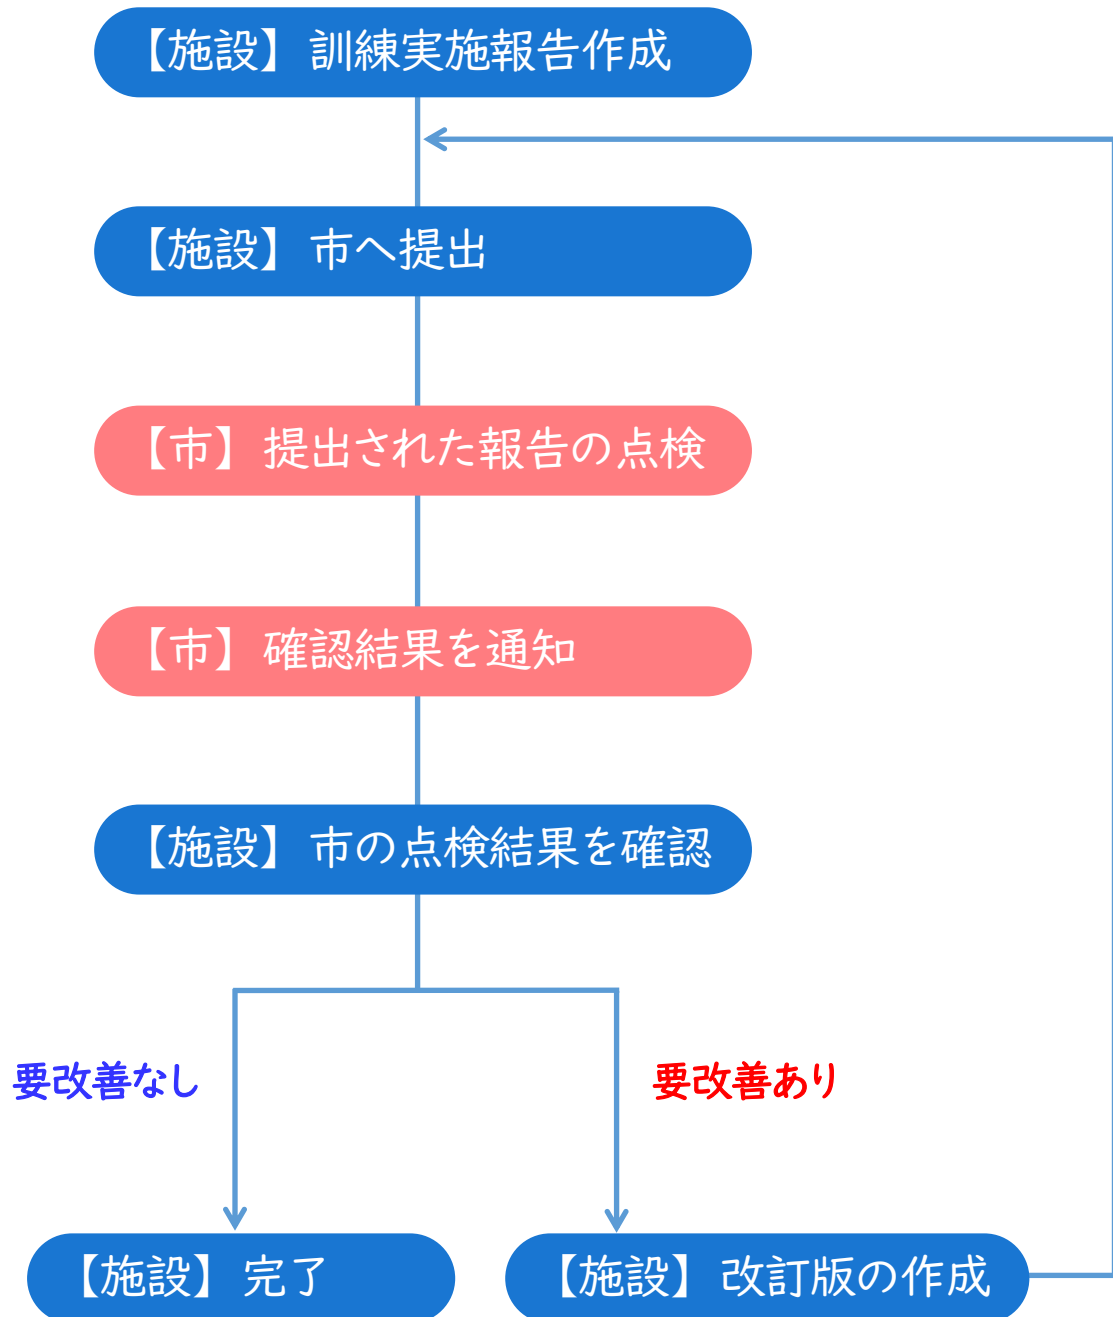 【施設】訓練実施報告作成
【施設】市へ提出
【市】提出された報告の点検
【市】確認結果を通知
【施設】市の点検結果を確認
要改善なし
要改善あり
【施設】完了
【施設】改訂版の作成